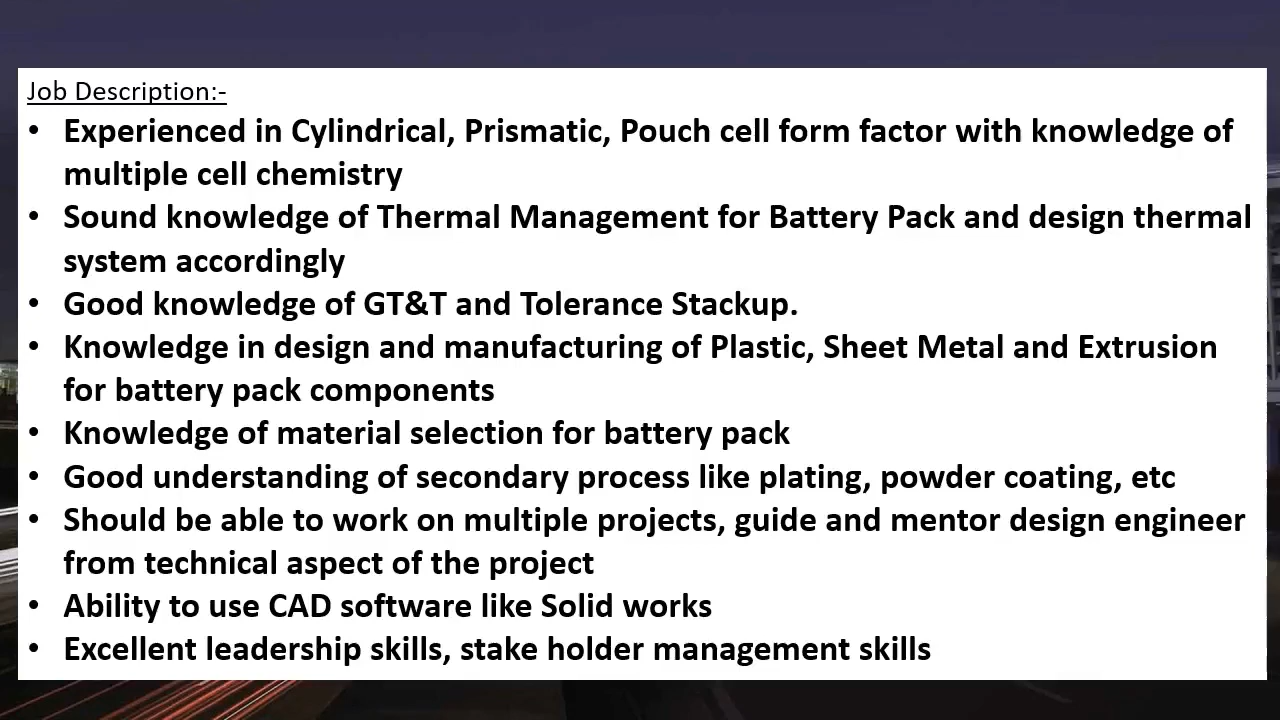 Job Description:-
• Experienced in Cylindrical, Prismatic, Pouch cell form factor with knowledge of
multiple cell chemistry
• Sound knowledge of Thermal Management for Battery Pack and design thermal
system accordingly
• Good knowledge of GT&T and Tolerance Stackup.
• Knowledge in design and manufacturing of Plastic, Sheet Metal and Extrusion
for battery pack components
• Knowledge of material selection for battery pack
• Good understanding of secondary process like plating, powder coating, etc
• Should be able to work on multiple projects, guide and mentor design engineer
from technical aspect of the project
• Ability to use CAD software like Solid works
• Excellent leadership skills, stake holder management skills